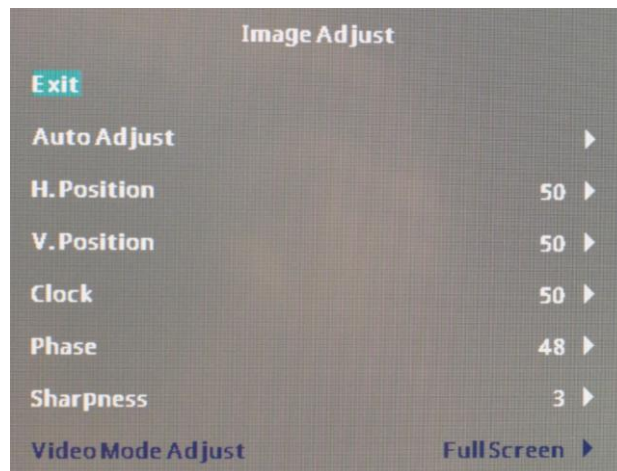 Image Adjust
Exit
Auto Adjust
H. Position 50
V. Position 50
Clock 50
Phase 48
Sharpness 3
Video Mode Adjust Full Screen